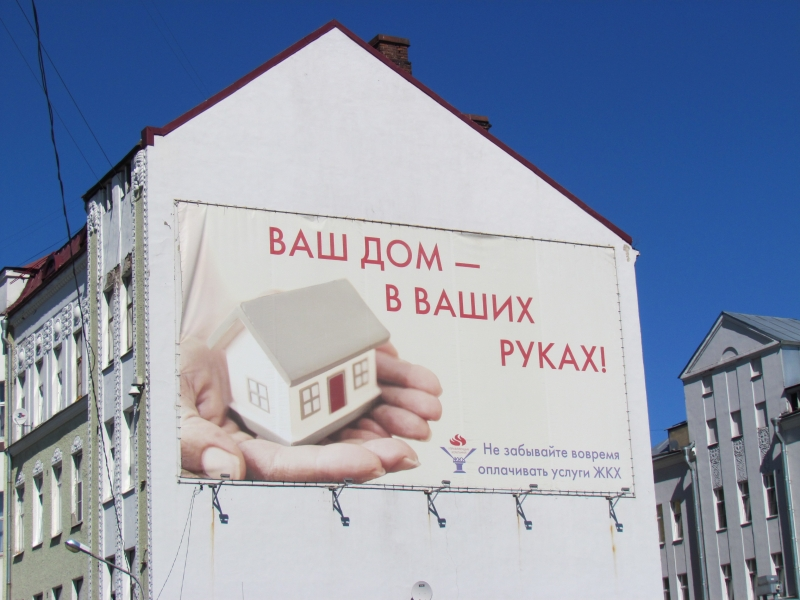 ВАШ ДОМ —
В ВАШИХ
РУКАХ!
Не забывайте вовремя
оплачивать услуги ЖКХ